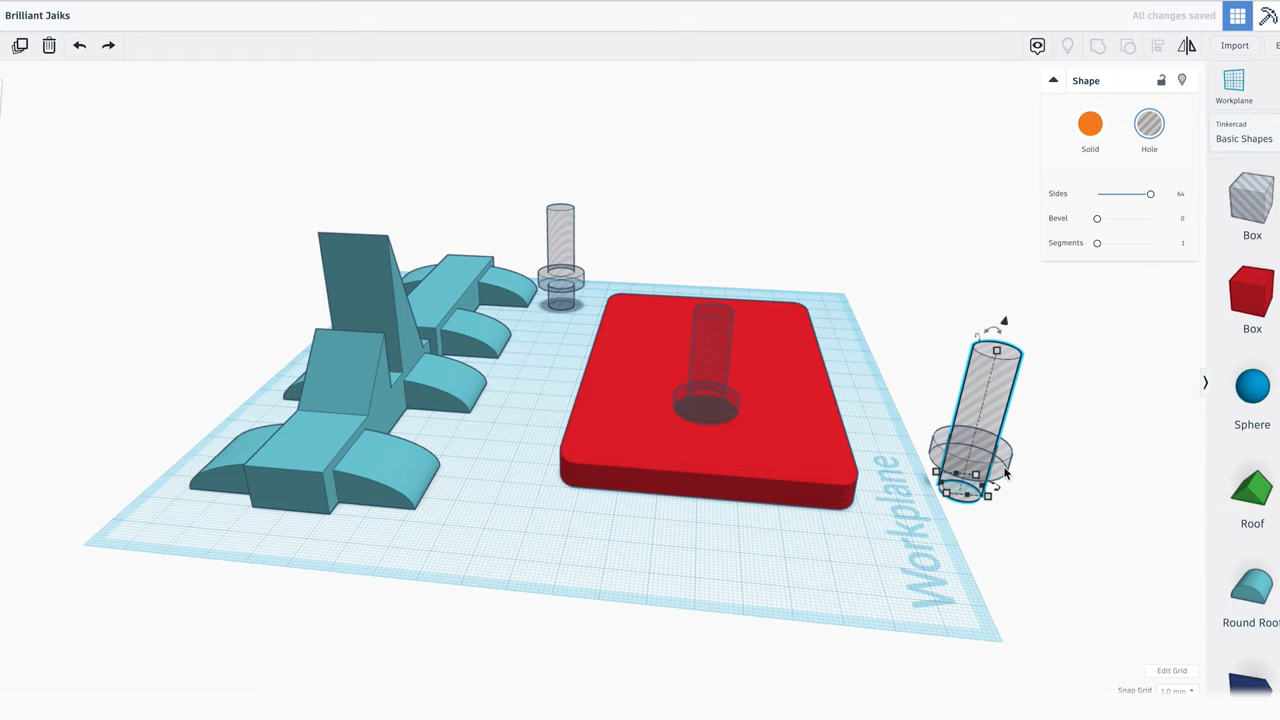 Brilliant Jaiks
All changes saved
Import
Shape
Workplane
Tinkercad
Basic Shapes
Solid
Hole
Sides
64
Bevel
0
Segments
1
Box
Box
Sphere
Roof
Round Roo
Workplane
Edit Grid
Snap Grid
1.0 mm